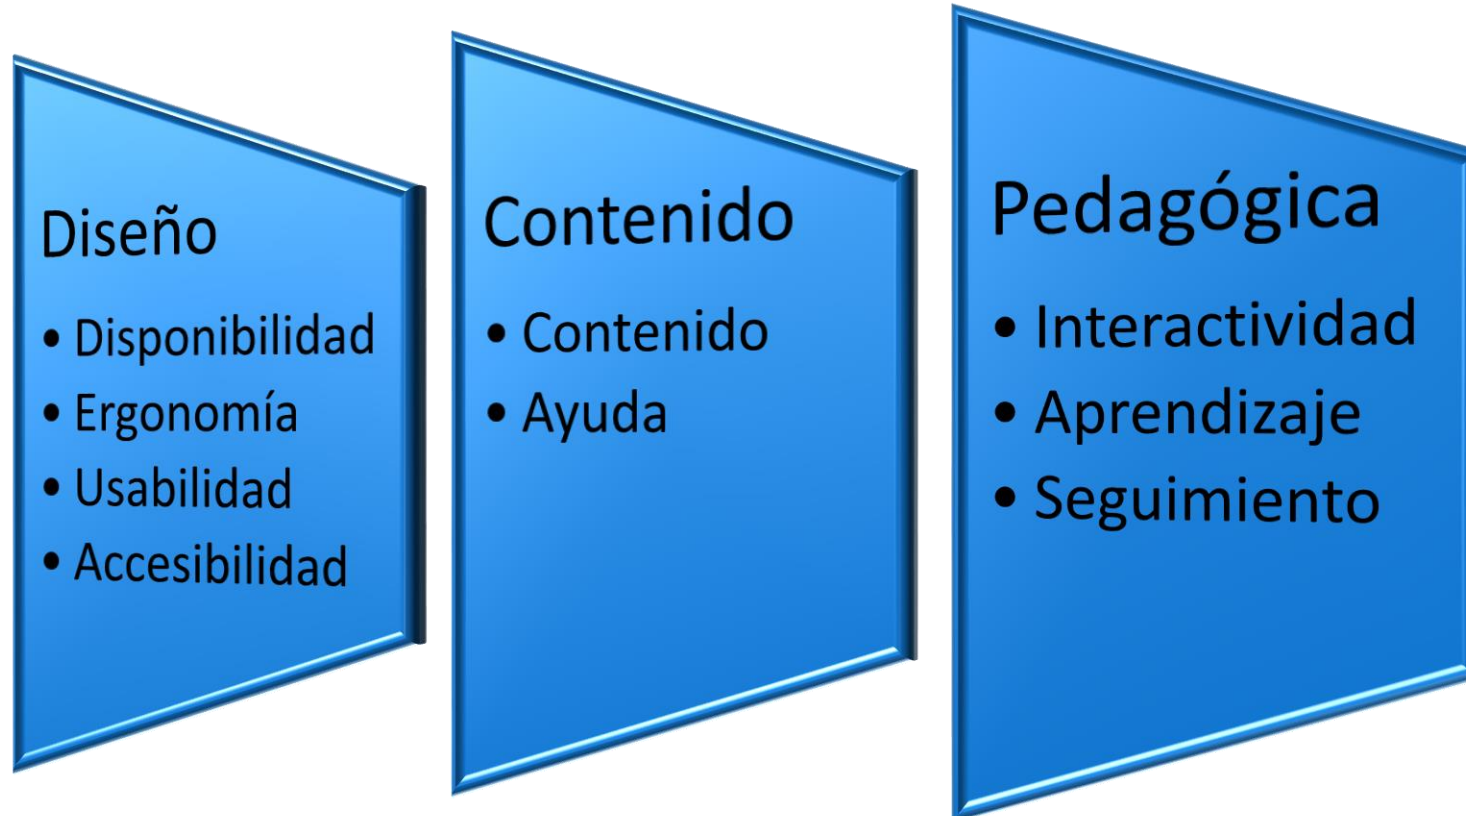 Diseño
• Disponibilidad
• Ergonomía
• Usabilidad
• Accesibilidad
Contenido
• Contenido
• Ayuda
Pedagógica
• Interactividad
• Aprendizaje
• Seguimiento